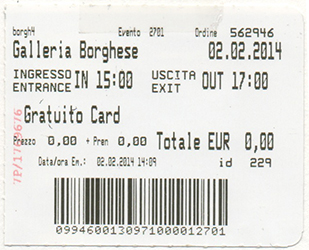 borgh4 Evento 2701 Ordine 562946
Galleria Borghese 02.02.2014
INGRESSO IN 15:00 USCITA OUT 17:00
ENTRANCE EXIT
Gratuito Card
Prezzo 0,00 + Pren 0,00 Totale EUR 0,00
Data/ora Em.: 02.02.2014 14:09 id 229
099460013097100001 2701